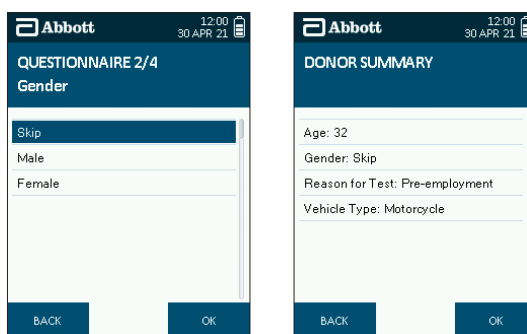 Abbott
12:00
30 APR 21
QUESTIONNAIRE 2/4
Gender
Skip
Male
Female
BACK OK
Abbott
12:00
30 APR 21
DONOR SUMMARY
Age: 32
Gender: Skip
Reason for Test: Pre-employment
Vehicle Type: Motorcycle
BACK OK